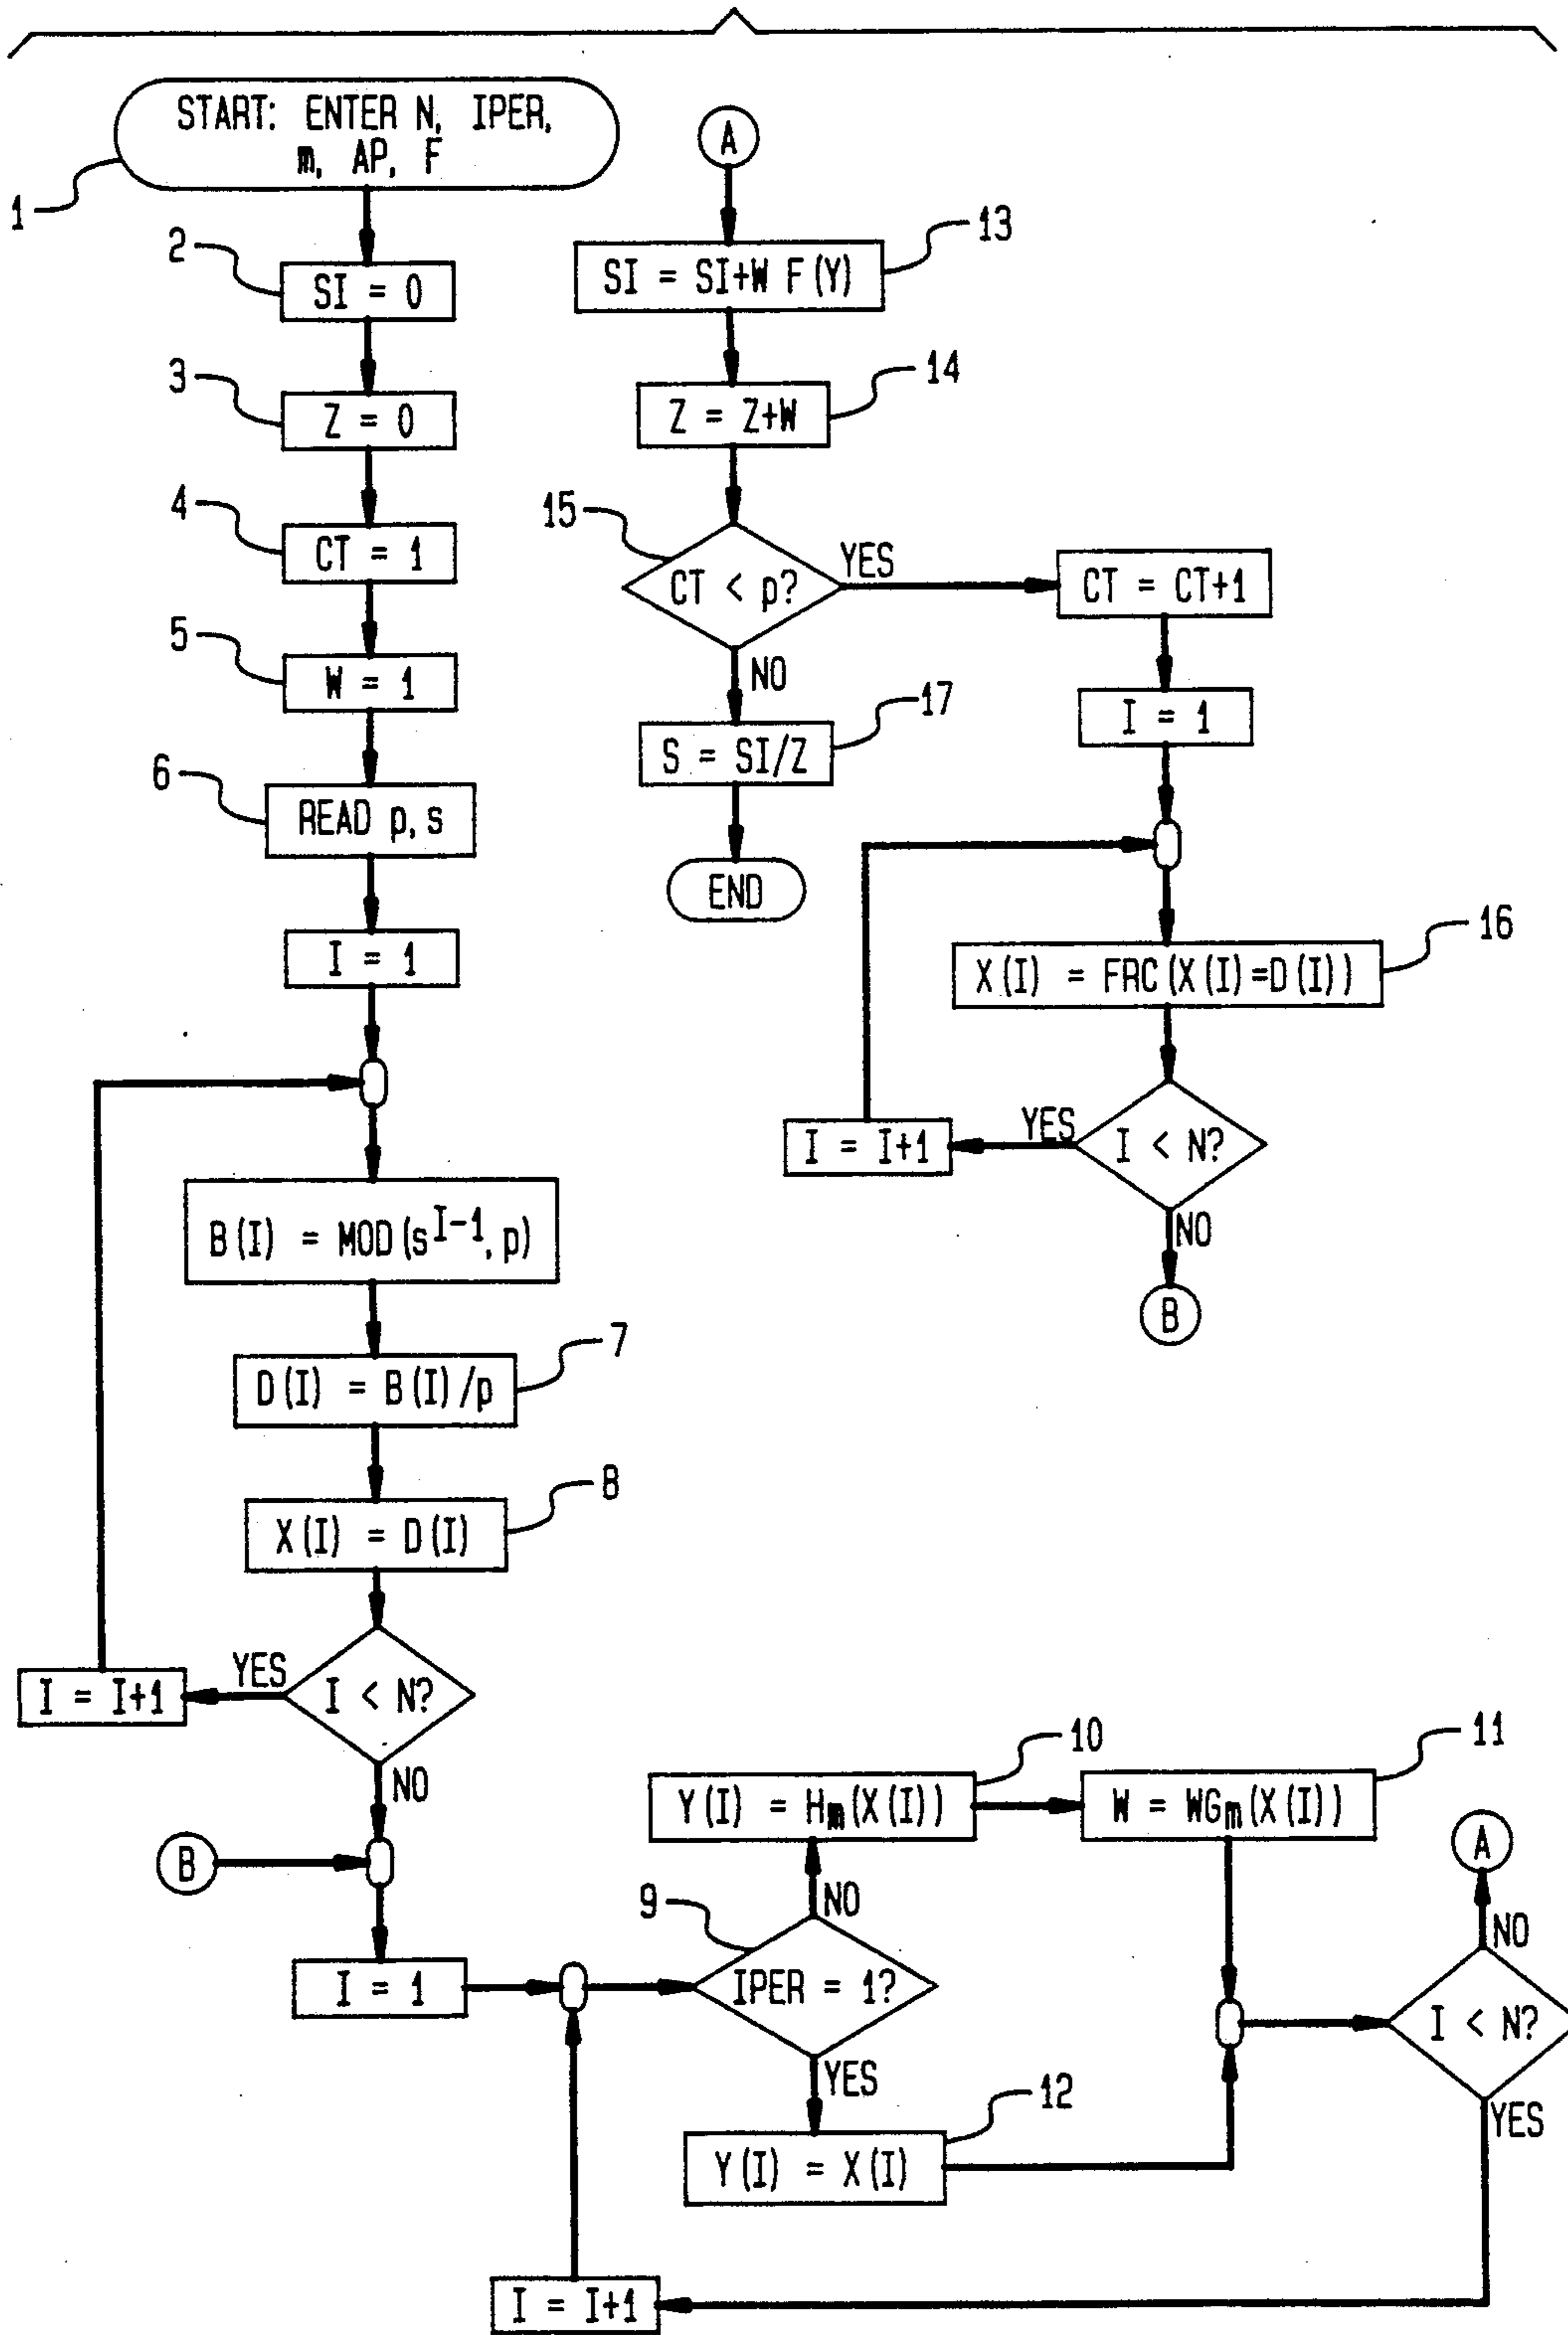 START: ENTER N, IPER,
m, AP, F
1
2
SI = 0
3
Z = 0
4
CT = 1
5
W = 1
6
READ p, s
I = 1
B(I) = MOD(s^I-1, p)
7
D(I) = B(I)/p
8
X(I) = D(I)
I < N?
YES
I = I+1
NO
B
I = 1
9
IPER = 1?
NO
10
Y(I) = Hm(X(I))
11
W = WGm(X(I))
YES
12
Y(I) = X(I)
I < N?
NO
A
YES
I = I+1
A
13
SI = SI+W F(Y)
14
Z = Z+W
15
CT < p?
YES
NO
17
S = SI/Z
END
CT = CT+1
I = 1
16
X(I) = FRC(X(I)=D(I))
I < N?
YES
I = I+1
NO
B